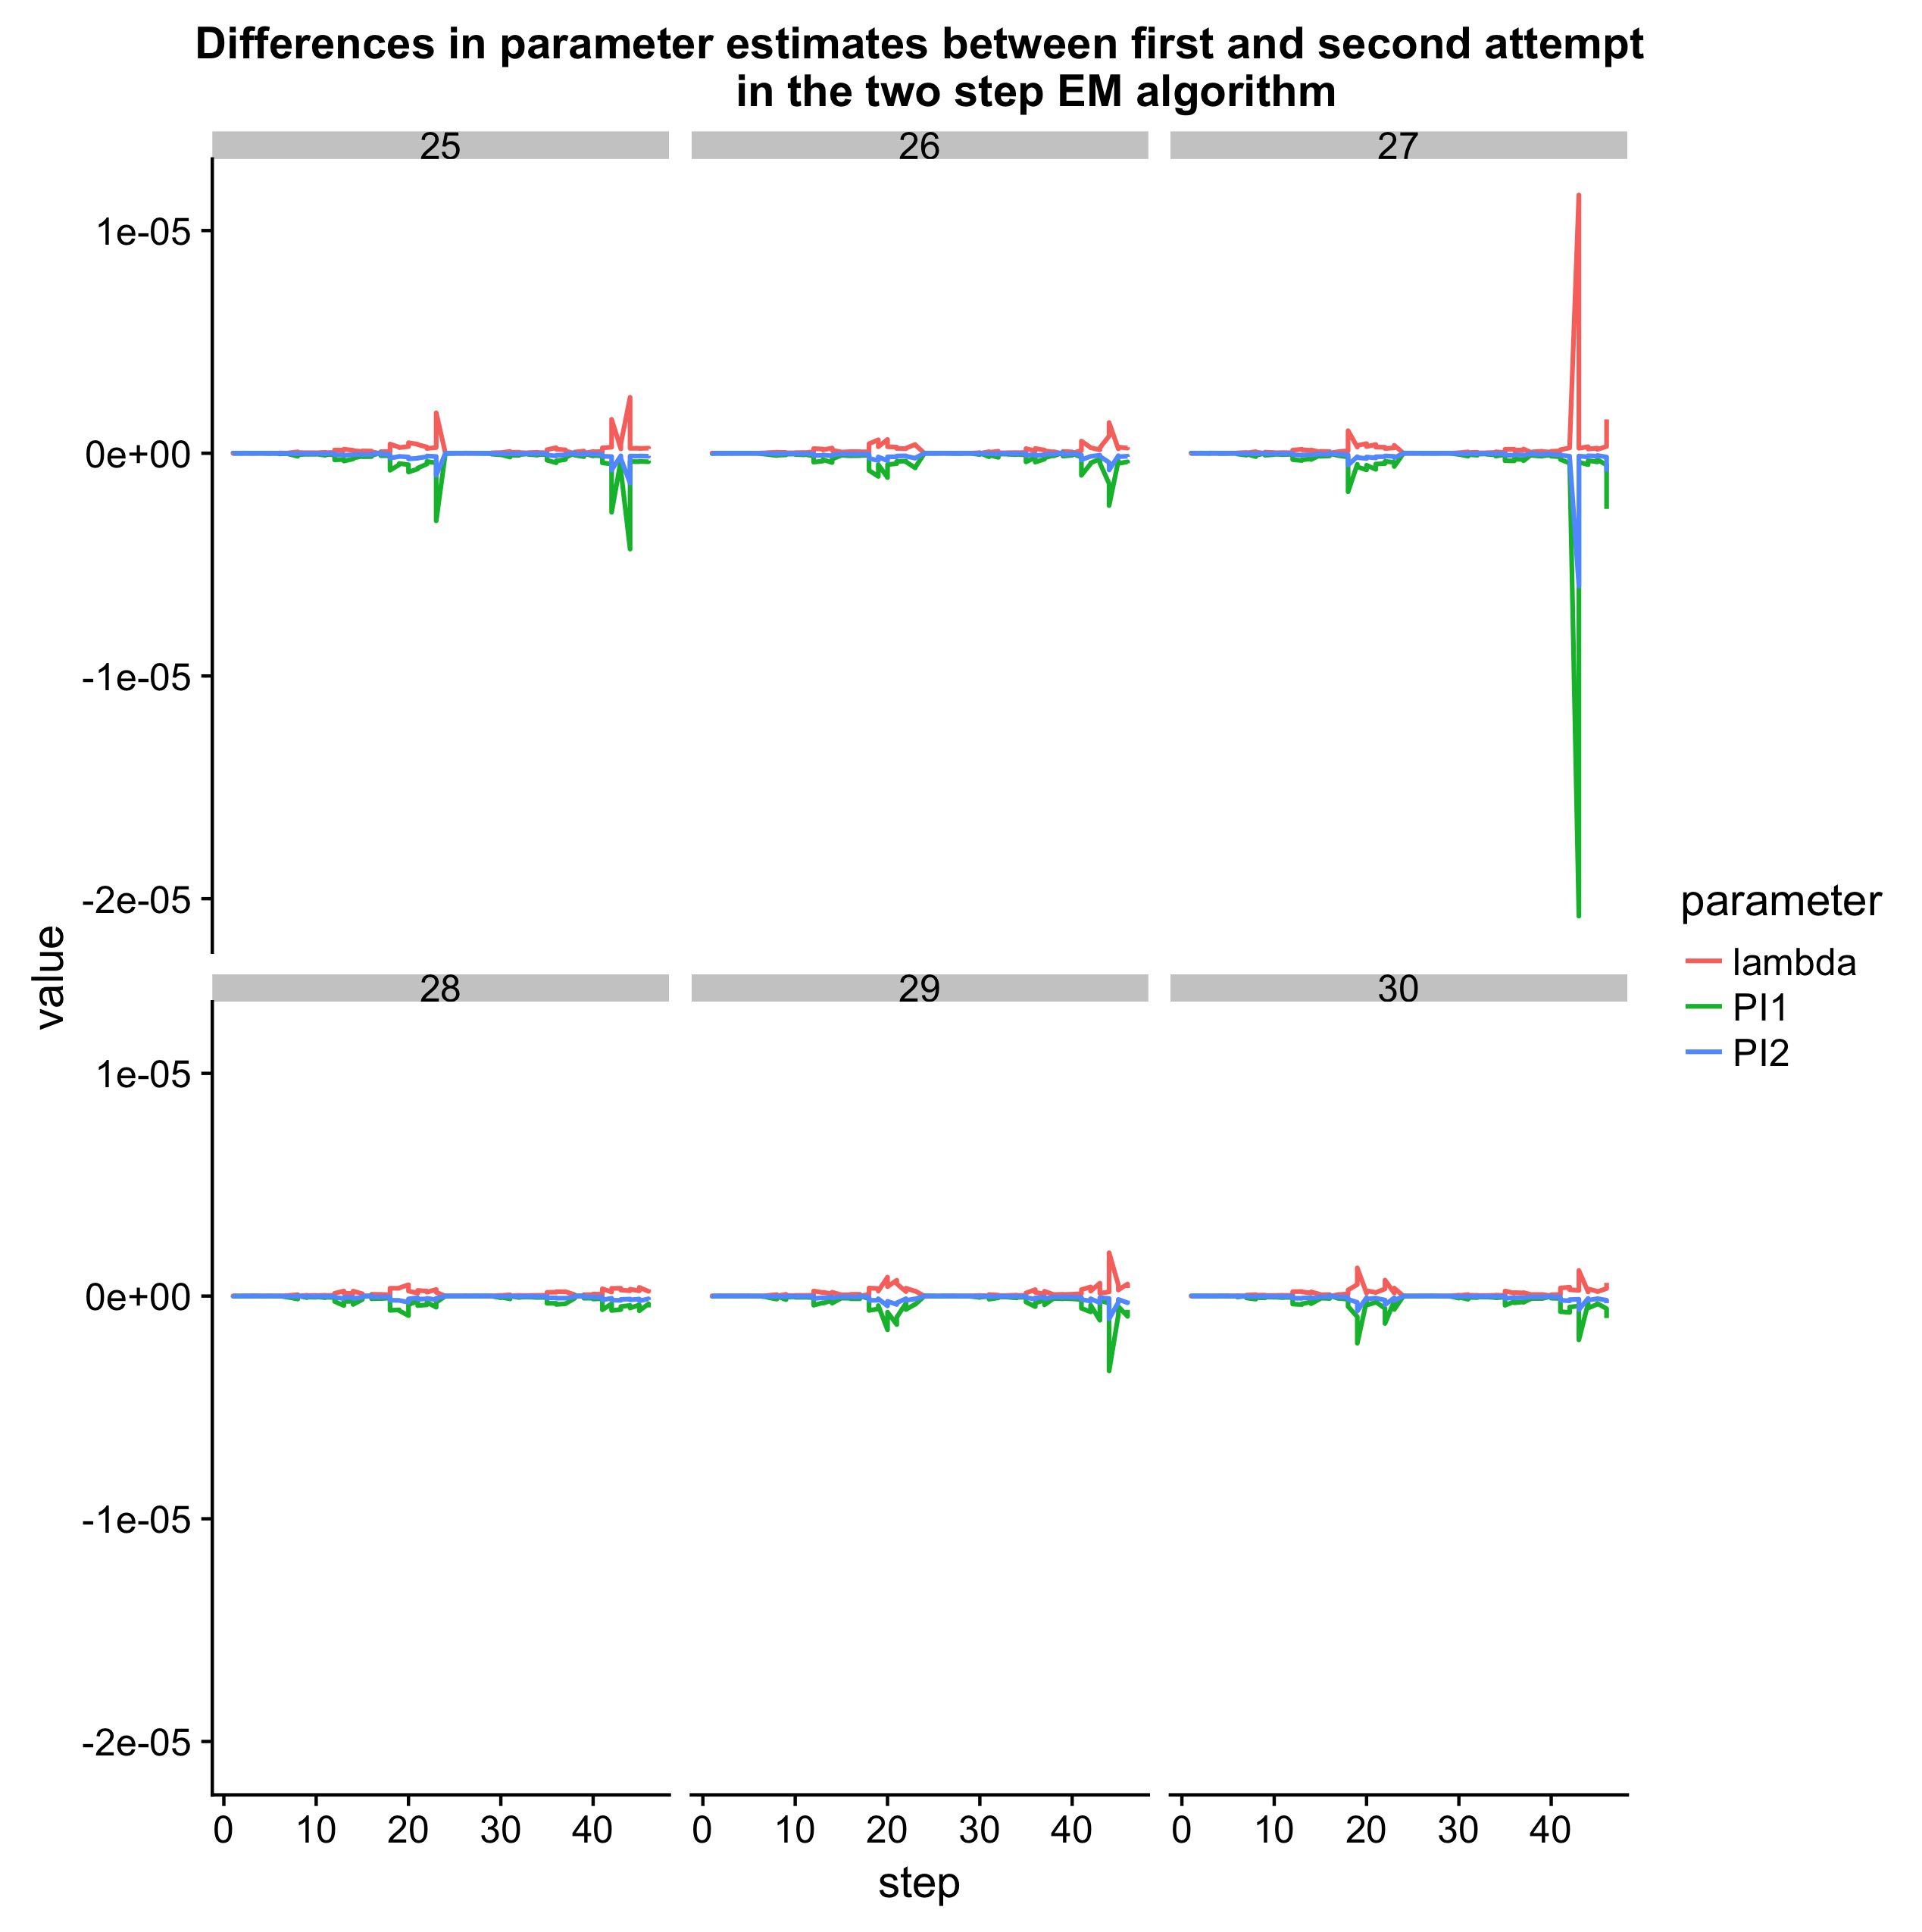 Differences in parameter estimates between first and second attempt
in the two step EM algorithm
25
26
27
1e-05
0e+00
-1e-05
-2e-05
value
28
29
30
1e-05
0e+00
-1e-05
-2e-05
0 10 20 30 40
0 10 20 30 40
0 10 20 30 40
step
parameter
lambda
PI1
PI2